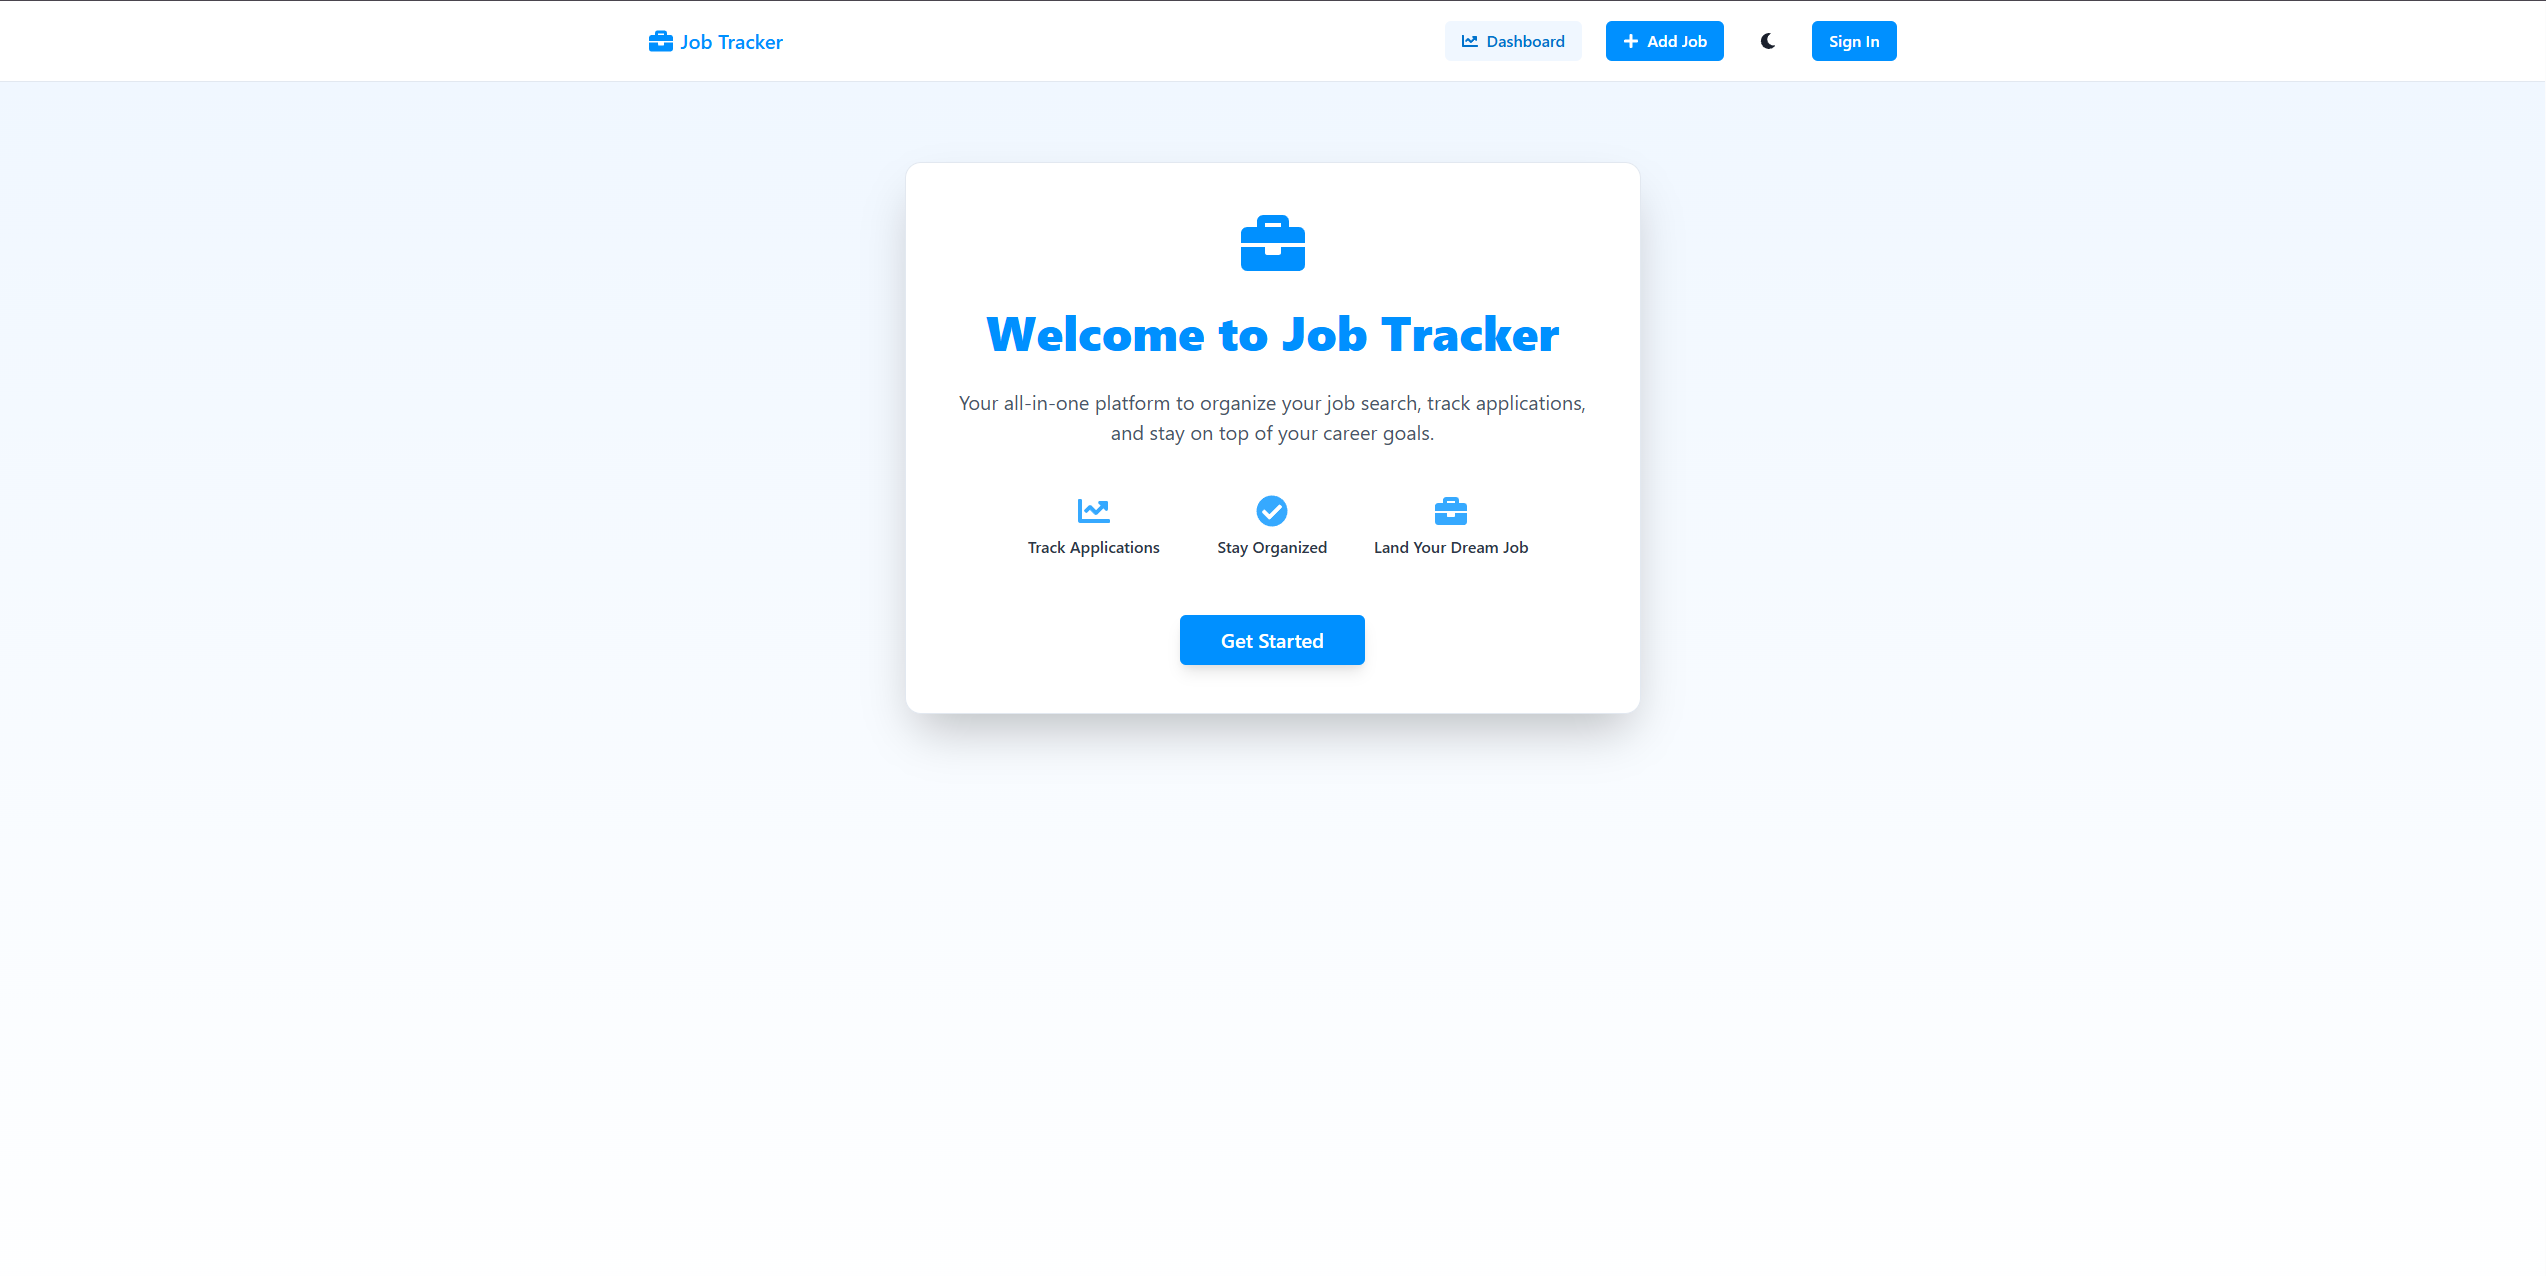 Job Tracker
Dashboard
Add Job
Sign In
Welcome to Job Tracker
Your all-in-one platform to organize your job search, track applications,
and stay on top of your career goals.
Track Applications
Stay Organized
Land Your Dream Job
Get Started